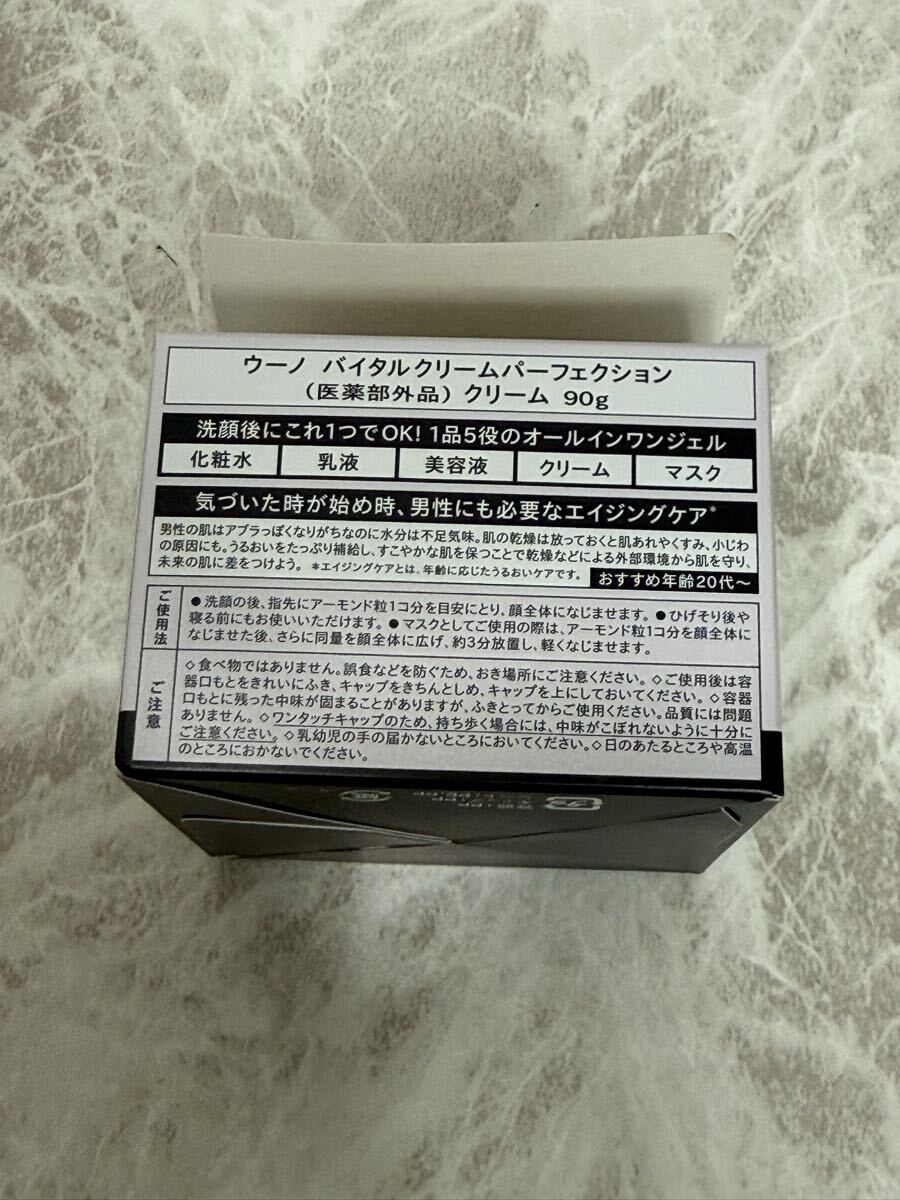 ウーノ バイタルクリームパーフェクション
（医薬部外品）クリーム 90g
洗顔後にこれ1つでOK! 1品5役のオールインワンジェル
化粧水 乳液 美容液 クリーム マスク
気づいた時が始め時、男性にも必要なエイジングケア*
男性の肌はアブラっぽくなりがちなのに水分は不足気味。肌の乾燥は放っておくと肌あれやくすみ、小じわ
の原因にも。うるおいをたっぷり補給し、すこやかな肌を保つことで乾燥などによる外部環境から肌を守り、
未来の肌に差をつけよう。 *エイジングケアとは、年齢に応じたうるおいケアです。 おすすめ年齢20代〜
ご使用法
●洗顔の後、指先にアーモンド粒1コ分を目安にとり、顔全体になじませます。●ひげそり後や
寝る前にもお使いいただけます。●マスクとしてご使用の際は、アーモンド粒1コ分を顔全体に
なじませた後、さらに同量を顔全体に広げ、約3分放置し、軽くなじませます。
ご注意
◇食べ物ではありません。誤食などを防ぐため、おき場所にご注意ください。◇ご使用後は容
器口もとをきれいにふき、キャップをきちんとしめ、キャップを上にしておいてください。◇容器
口もとに残った中味が固まることがありますが、ふきとってからご使用ください。品質には問題
ありません。◇ワンタッチキャップのため、持ち歩く場合には、中味がこぼれないように十分に
ご注意ください。◇乳幼児の手の届かないところにおいてください。◇日のあたるところや高温
のところにおかないでください。